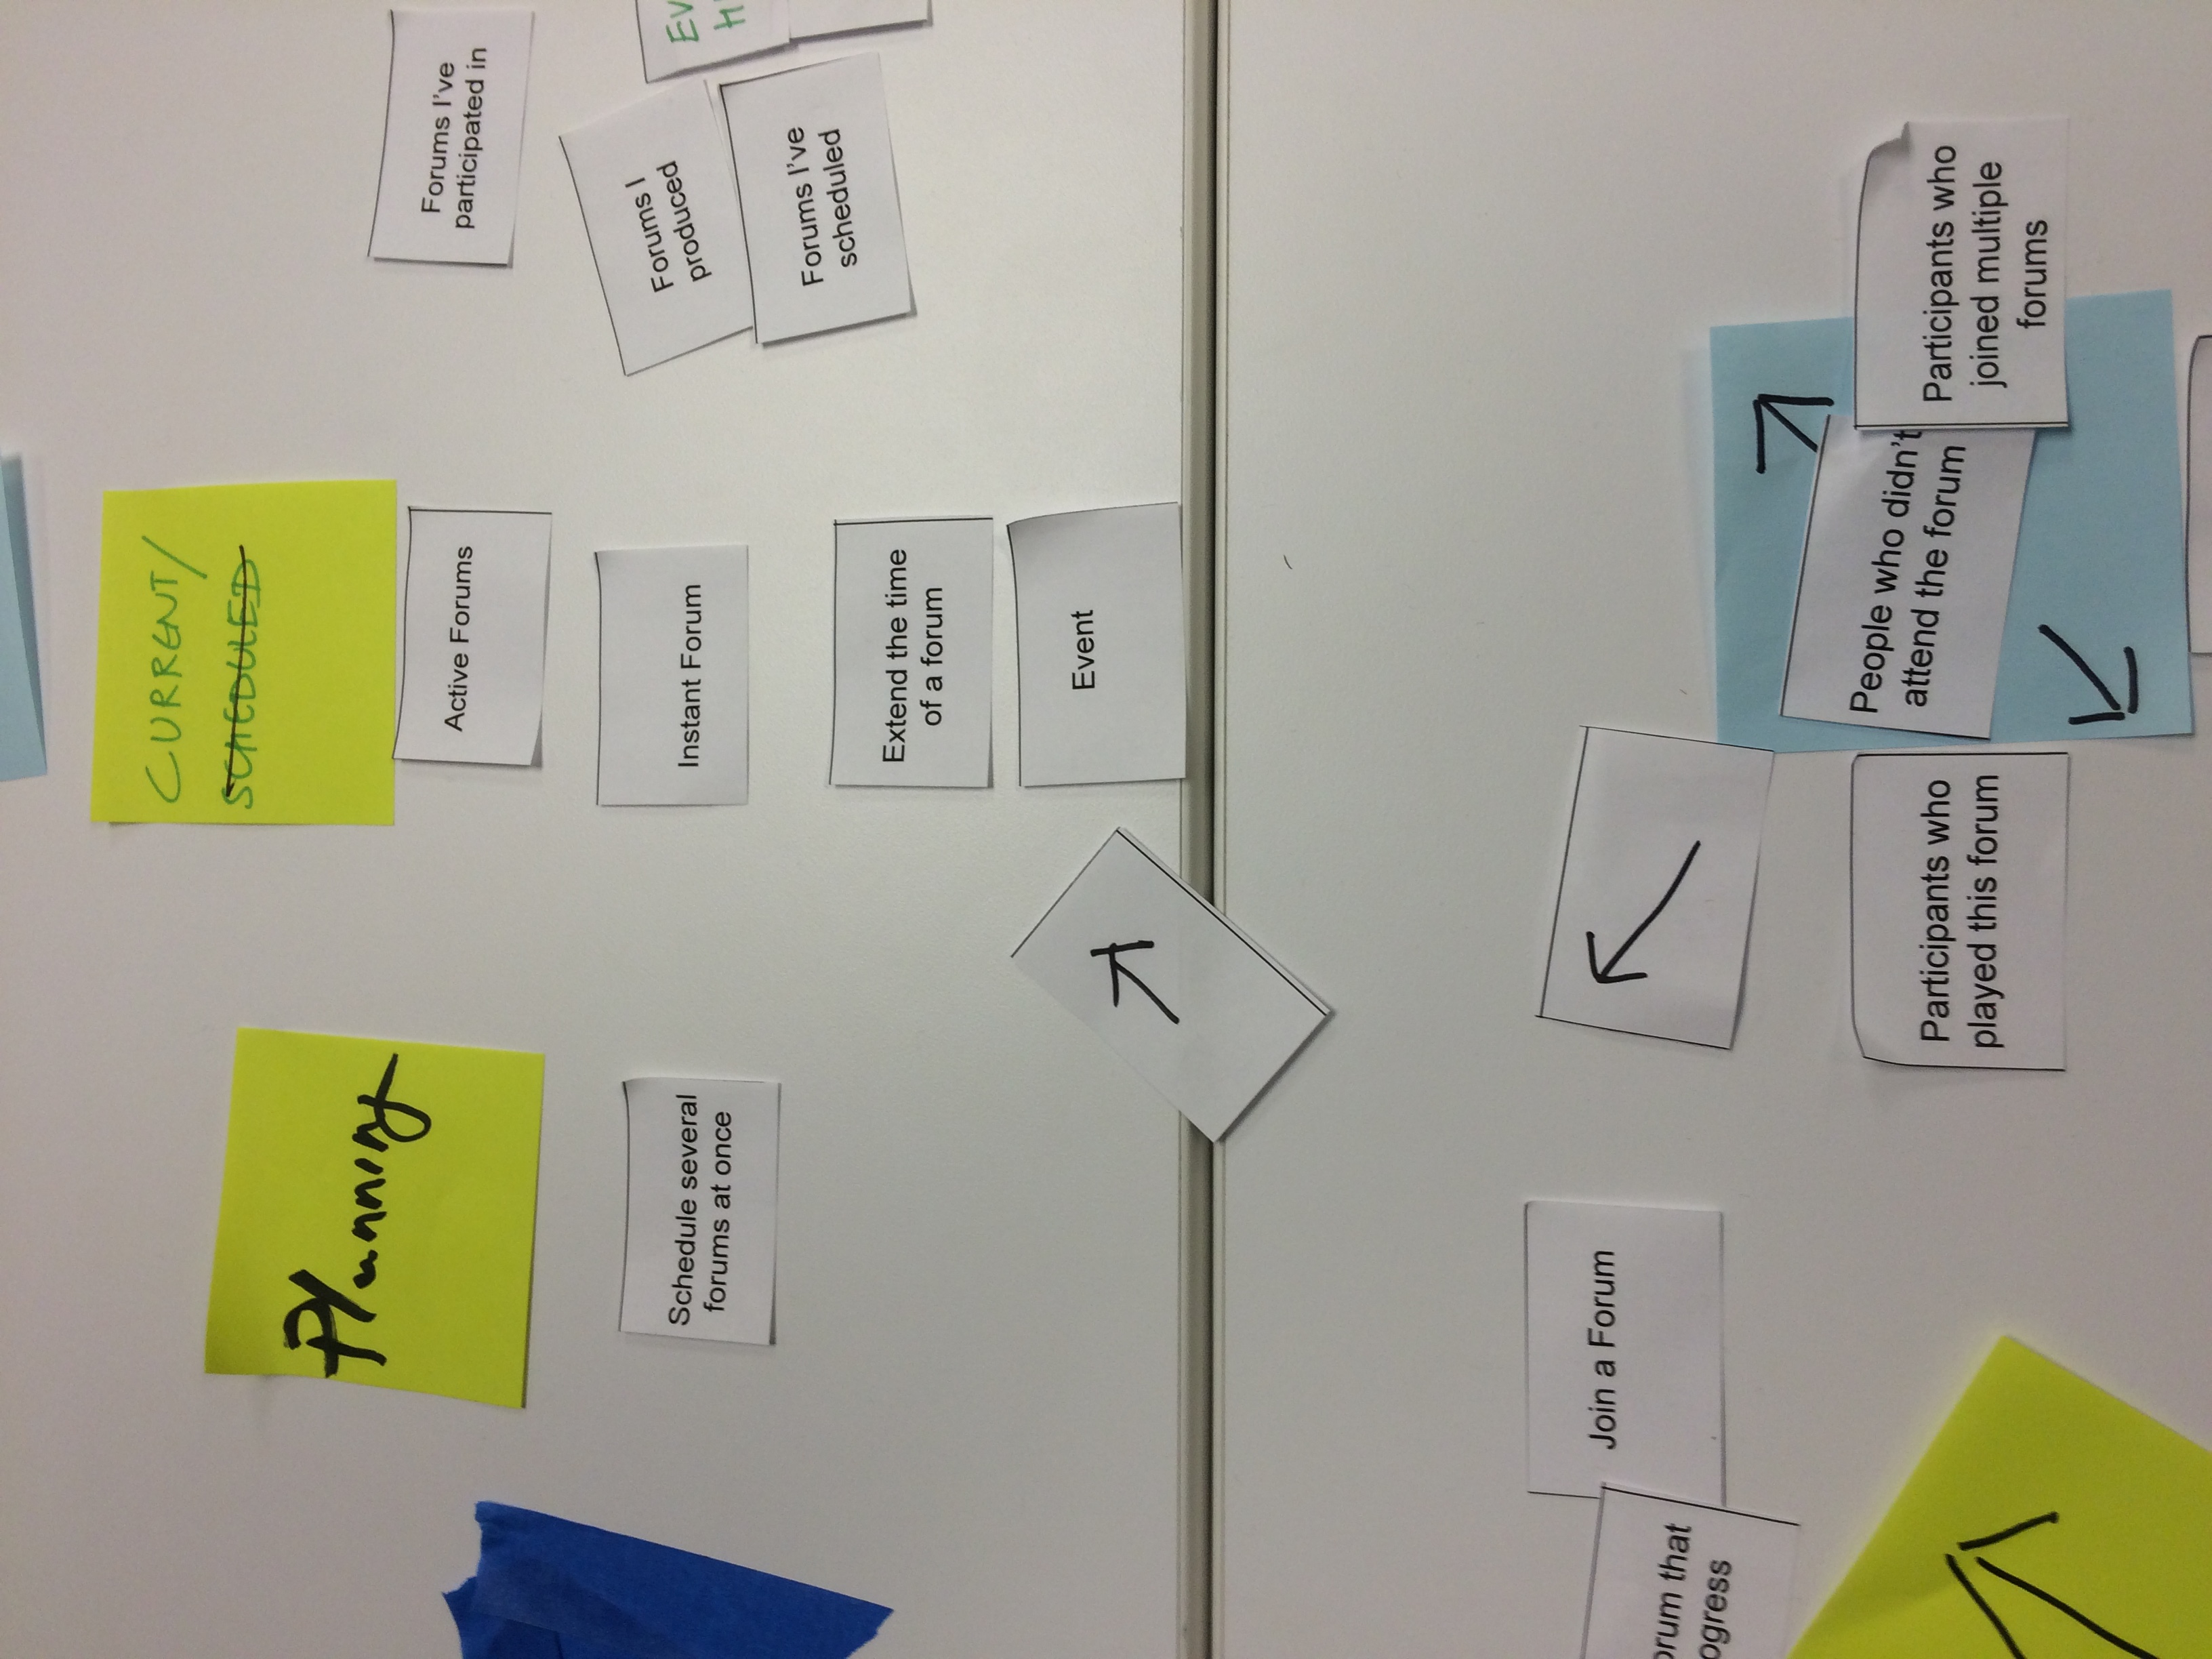 Planning
Schedule several
forums at once
CURRENT/
SCHEDULED
Active Forums
Instant Forum
Extend the time
of a forum
Event
Forums I've
participated in
Forums I
produced
Forums I've
scheduled
EV
H
orum that
ogress
Join a Forum
Participants who
played this forum
People who didn't
attend the forum
Participants who
joined multiple
forums